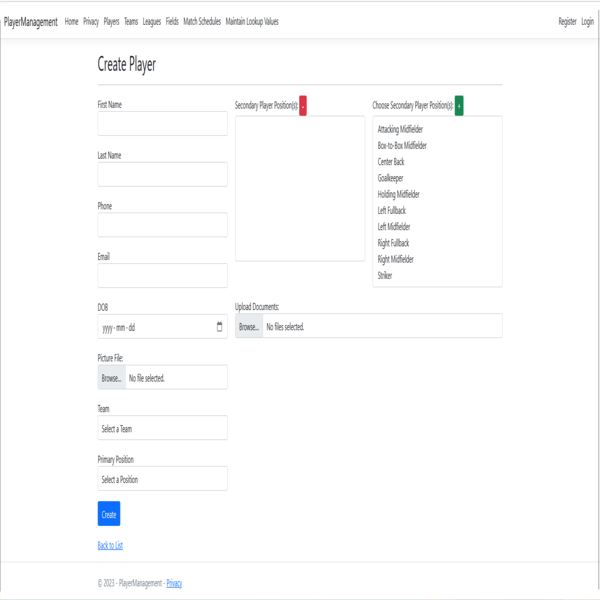 PlayerManagement Home Privacy Players Teams Leagues Fields Match Schedules Maintain Lookup Values Register Login
Create Player
First Name
Last Name
Phone
Email
DOB
yyyy - mm - dd
Picture File:
Browse... No file selected.
Team
Select a Team
Primary Position
Select a Position
Create
Back to List
Secondary Player Position(s): -
Choose Secondary Player Position(s): +
Attacking Midfielder
Box-to-Box Midfielder
Center Back
Goalkeeper
Holding Midfielder
Left Fullback
Left Midfielder
Right Fullback
Right Midfielder
Striker
Upload Documents:
Browse... No files selected.
© 2023 - PlayerManagement - Privacy